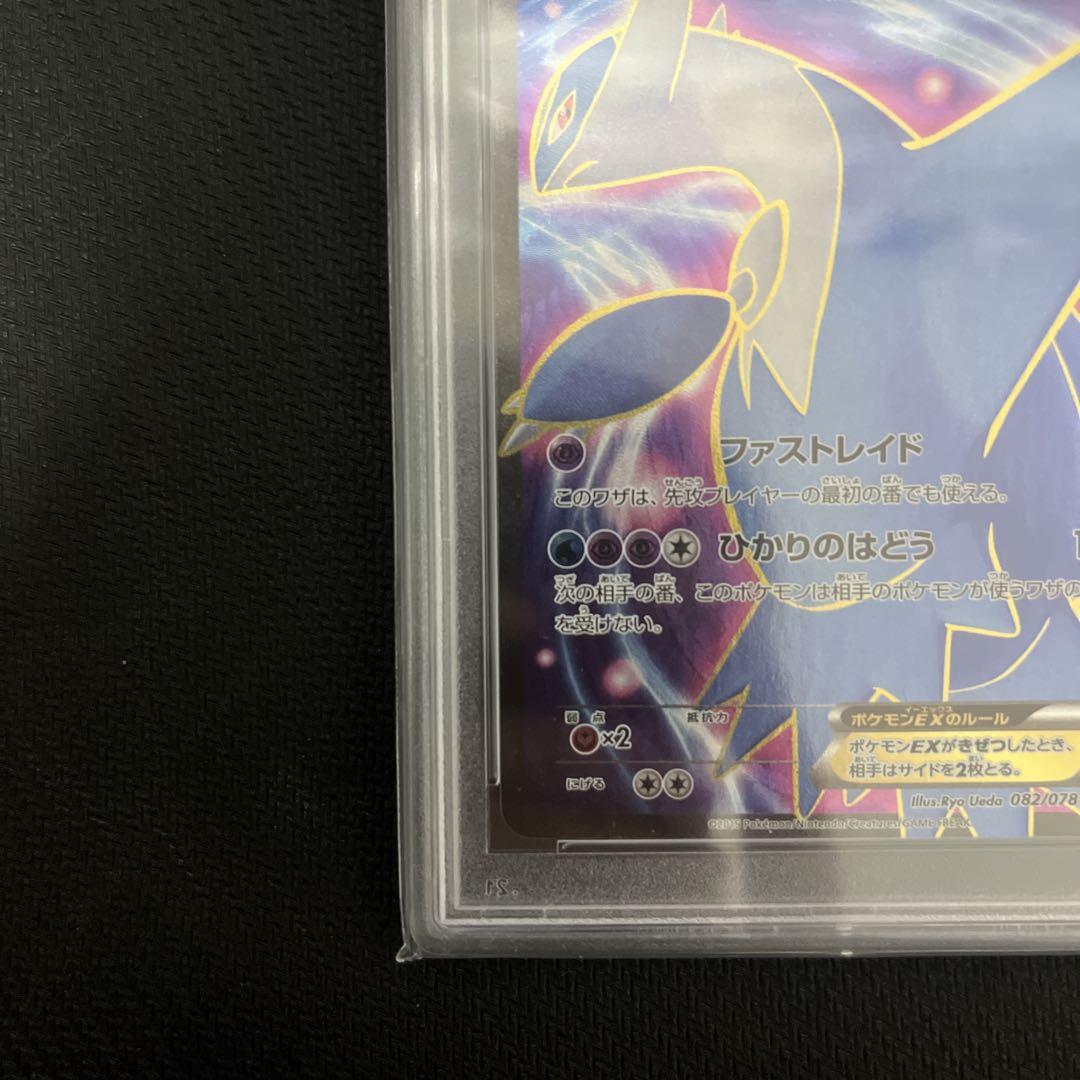 ファストレイド
このワザは、先攻プレイヤーの最初の番でも使える。
ひかりのはどう
次の相手の番、このポケモンは相手のポケモンが使うワザの
を受けない。
弱点 抵抗力
×2
にげる
ポケモンEXのルール
ポケモンEXがきぜつしたとき、
相手はサイドを2枚とる。
Illus.Ryo Ueda 082/078
©2015 Pokémon/Nintendo/Creatures/GAME FREAK